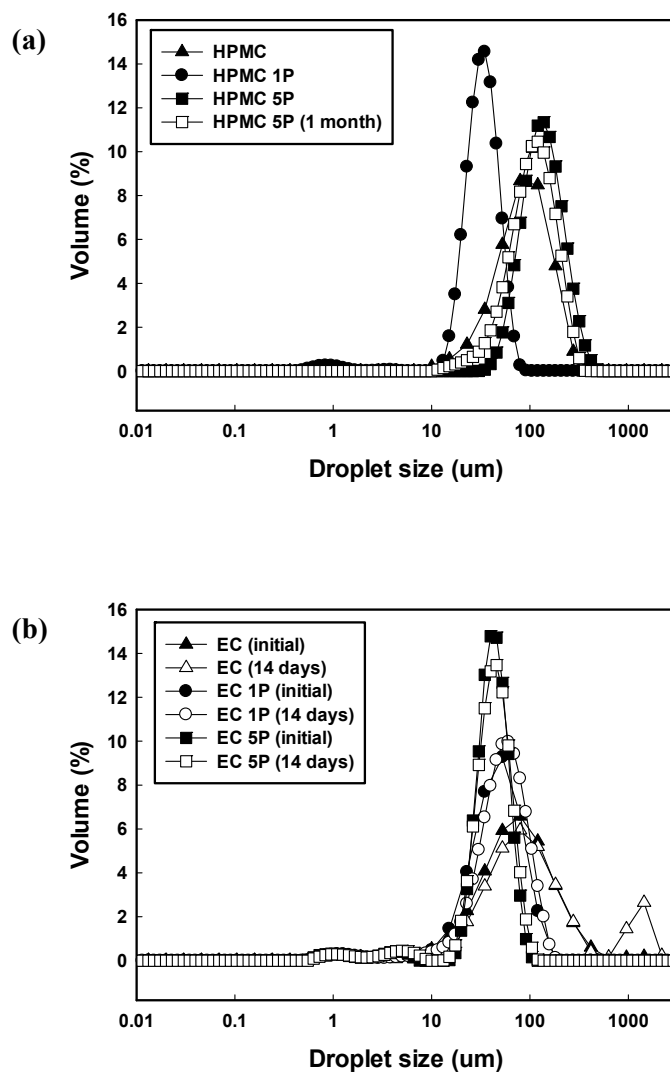 (a)
HPMC
HPMC 1P
HPMC 5P
HPMC 5P (1 month)
Volume (%)
16
14
12
10
8
6
4
2
0
0.01 0.1 1 10 100 1000
Droplet size (um)
(b)
EC (initial)
EC (14 days)
EC 1P (initial)
EC 1P (14 days)
EC 5P (initial)
EC 5P (14 days)
Volume (%)
16
14
12
10
8
6
4
2
0
0.01 0.1 1 10 100 1000
Droplet size (um)